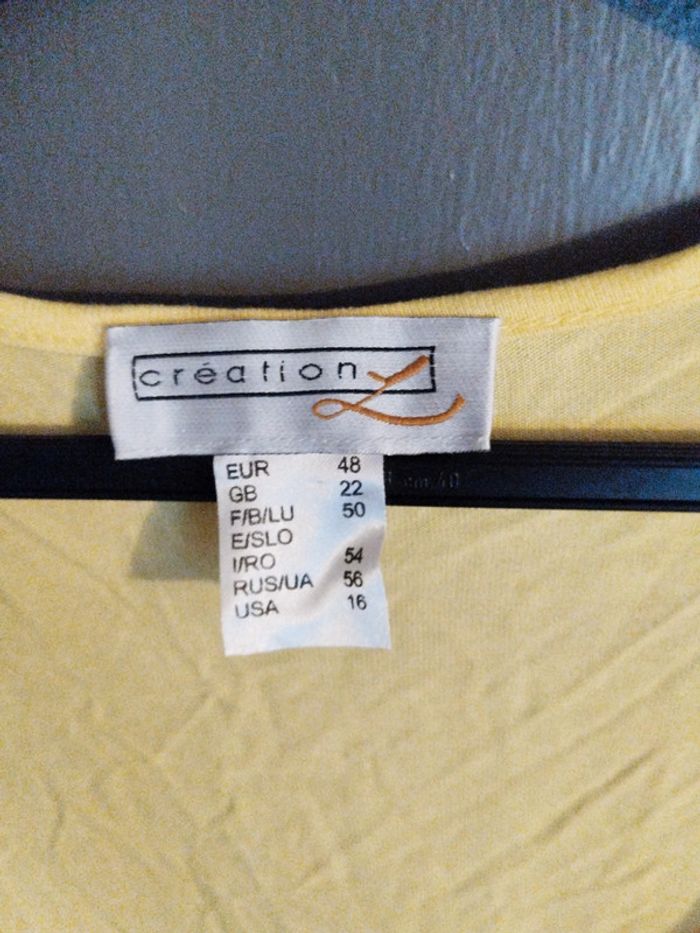 création L
EUR 48
GB 22
F/B/LU 50
E/SLO
I/RO 54
RUS/UA 56
USA 16